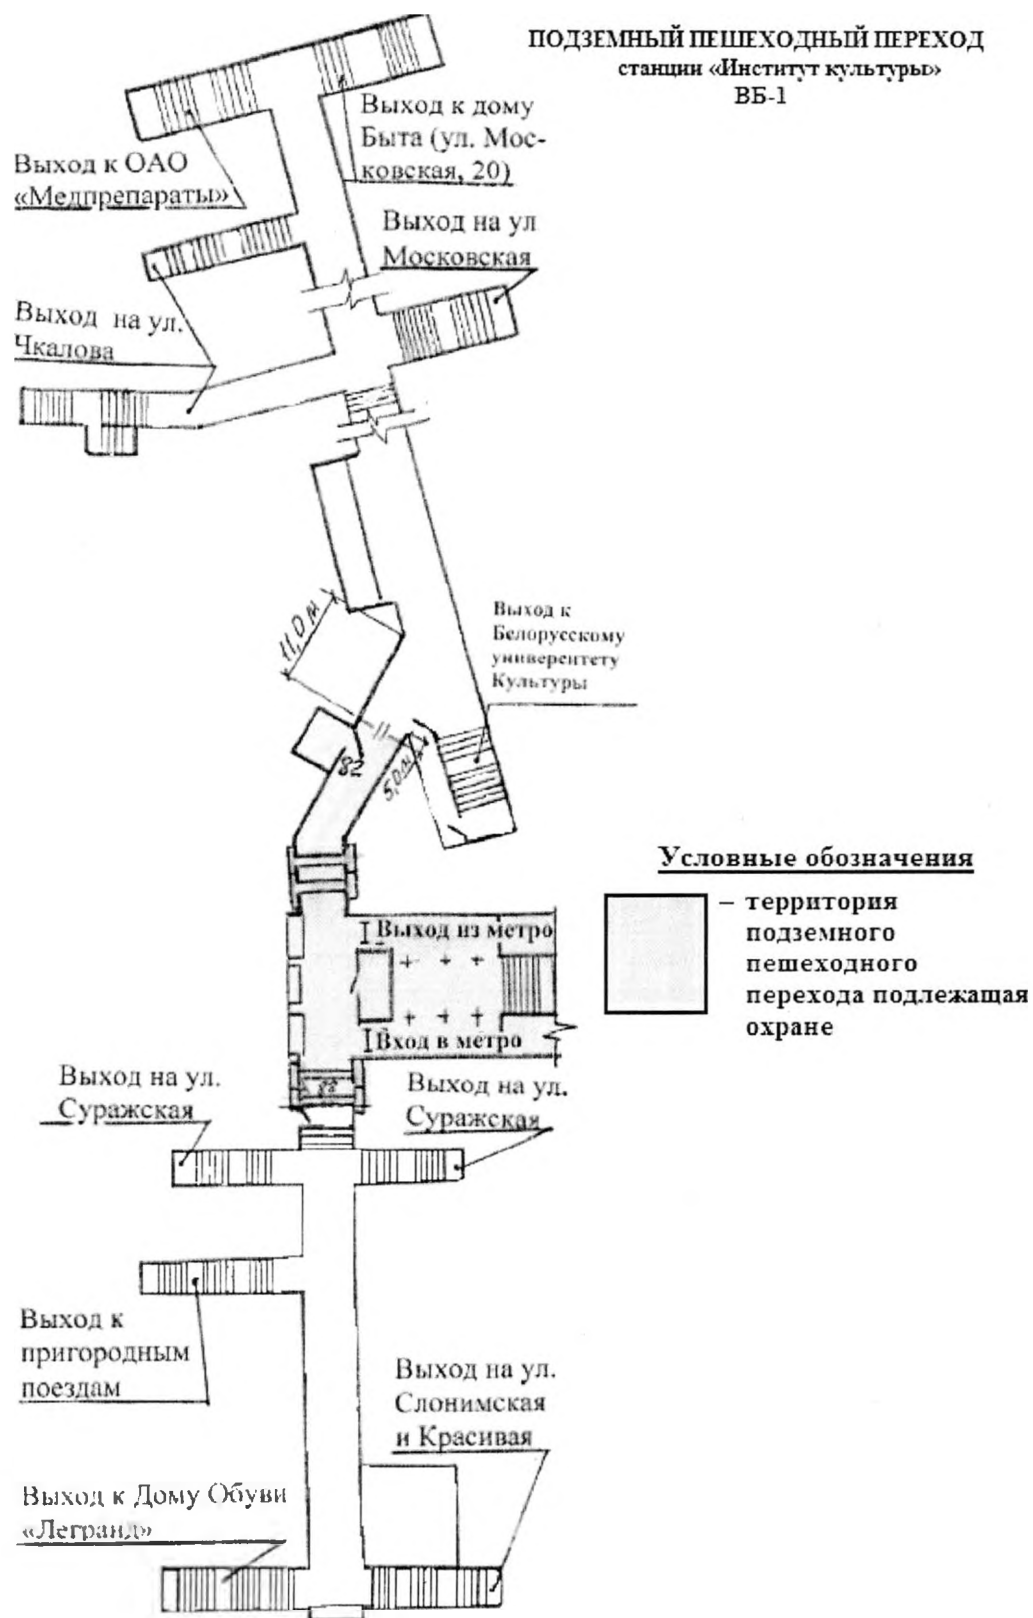 ПОДЗЕМНЫЙ ПЕШЕХОДНЫЙ ПЕРЕХОД
станции «Институт культуры»
ВБ-1
Выход к дому
Быта (ул. Мос-
ковская, 20)
Выход к ОАО
«Медпрепараты»
Выход на ул
Московская
Выход на ул.
Чкалова
11,0 м
Выход к
Белорусскому
универентету
Культуры
82
5,0 м
Условные обозначения
– территория
подземного
пешеходного
перехода подлежащая
охране
Выход из метро
Вход в метро
Выход на ул.
Суражская
Выход на ул.
Суражская
Выход к
пригородным
поездам
Выход на ул.
Слонимская
и Красивая
Выход к Дому Обуви
«Легранд»